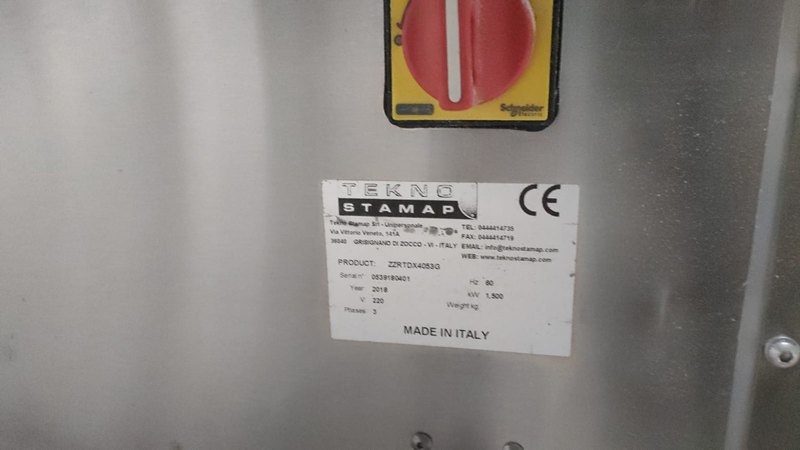 Schneider
Electric
TEKNO
STAMAP
CE
Tekno Stamap Srl - Unipersonale
Via Vittorio Veneto, 141A
36040 GRISIGNANO DI ZOCCO - VI - ITALY
TEL: 0444414735
FAX: 0444414719
EMAIL: info@teknostamap.com
WEB: www.teknostamap.com
PRODUCT: ZZRTDX4053G
Serial n° 0539180401
Year 2018
V: 220
Phases 3
Hz 60
kW 1,500
Weight kg:
MADE IN ITALY